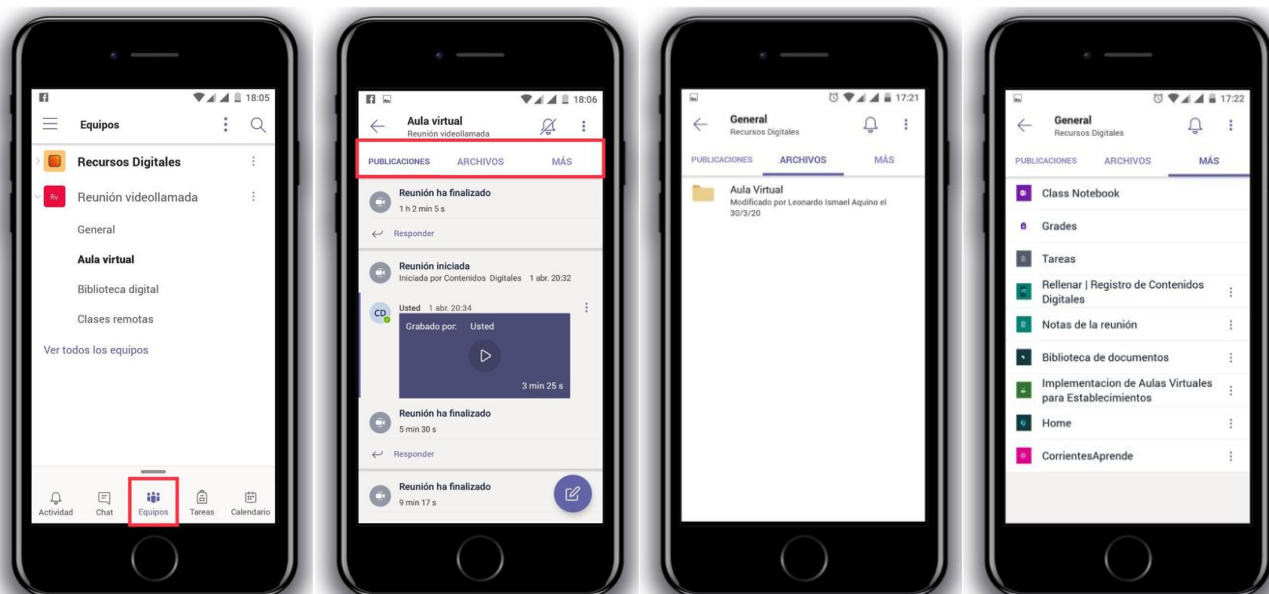 18:05
Equipos
Recursos Digitales
Rv
Reunión videollamada
General
Aula virtual
Biblioteca digital
Clases remotas
Ver todos los equipos
Actividad
Chat
Equipos
Tareas
Calendario
18:06
Aula virtual
Reunión videollamada
PUBLICACIONES ARCHIVOS MÁS
Reunión ha finalizado
1 h 2 min 5 s
Responder
Reunión iniciada
Iniciada por Contenidos Digitales 1 abr. 20:32
CD
Usted 1 abr. 20:34
Grabado por: Usted
3 min 25 s
Reunión ha finalizado
5 min 30 s
Responder
Reunión ha finalizado
9 min 17 s
17:21
General
Recursos Digitales
PUBLICACIONES ARCHIVOS MÁS
Aula Virtual
Modificado por Leonardo Ismael Aquino el
30/3/20
17:22
General
Recursos Digitales
PUBLICACIONES ARCHIVOS MÁS
Class Notebook
Grades
Tareas
Rellenar | Registro de Contenidos
Digitales
Notas de la reunión
Biblioteca de documentos
Implementacion de Aulas Virtuales
para Establecimientos
Home
CorrientesAprende